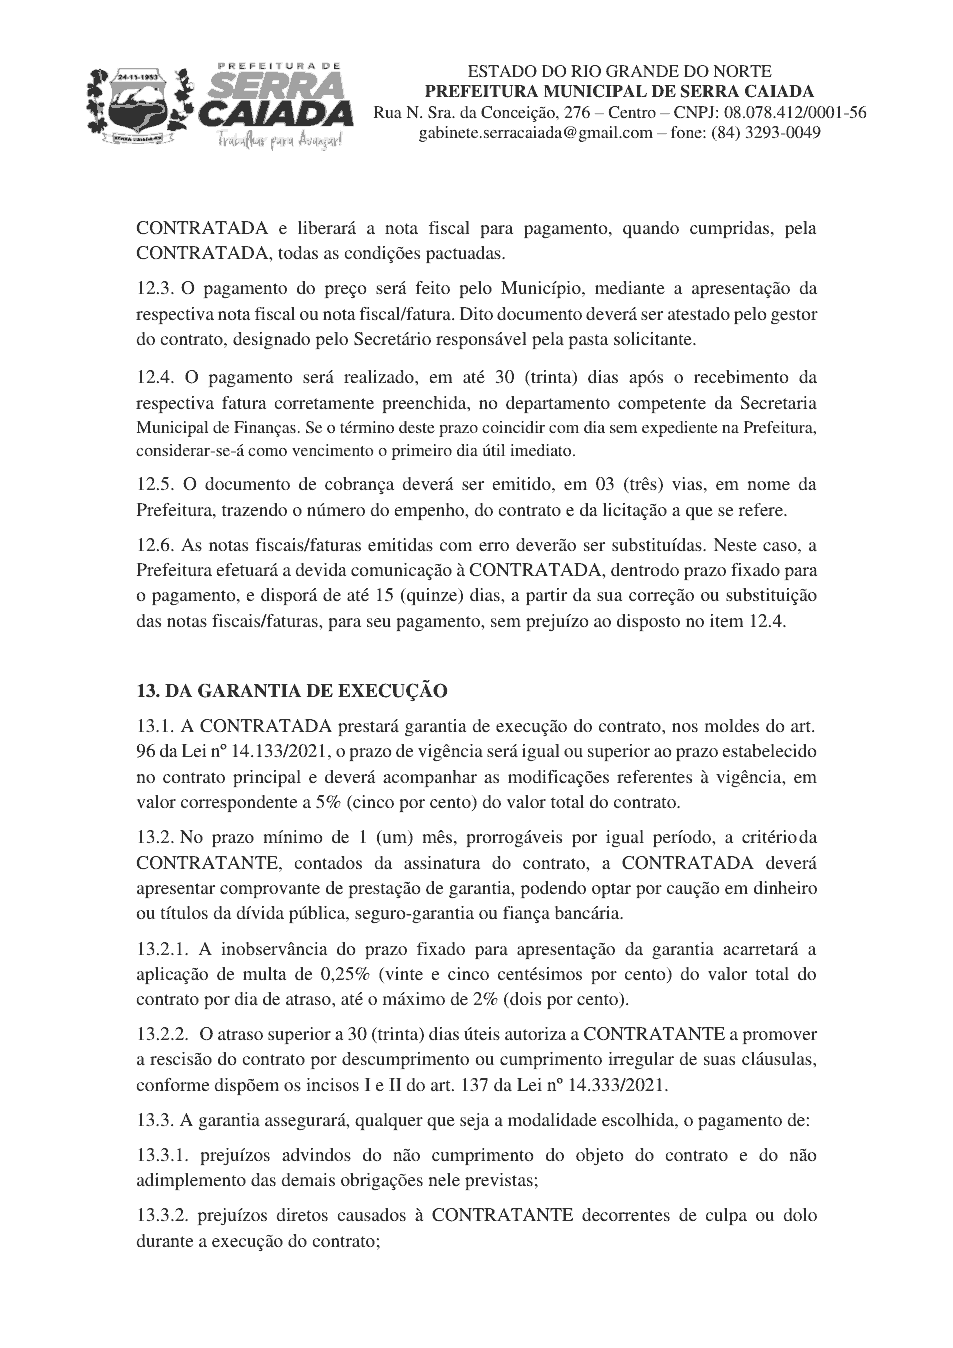 24-11-1953
SERRA CAIADA-RN
PREFEITURA DE
SERRA
CAIADA
Trabalhar para Avançar!
ESTADO DO RIO GRANDE DO NORTE
PREFEITURA MUNICIPAL DE SERRA CAIADA
Rua N. Sra. da Conceição, 276 – Centro – CNPJ: 08.078.412/0001-56
gabinete.serracaiada@gmail.com – fone: (84) 3293-0049
CONTRATADA e liberará a nota fiscal para pagamento, quando cumpridas, pela
CONTRATADA, todas as condições pactuadas.
12.3. O pagamento do preço será feito pelo Município, mediante a apresentação da
respectiva nota fiscal ou nota fiscal/fatura. Dito documento deverá ser atestado pelo gestor
do contrato, designado pelo Secretário responsável pela pasta solicitante.
12.4. O pagamento será realizado, em até 30 (trinta) dias após o recebimento da
respectiva fatura corretamente preenchida, no departamento competente da Secretaria
Municipal de Finanças. Se o término deste prazo coincidir com dia sem expediente na Prefeitura,
considerar-se-á como vencimento o primeiro dia útil imediato.
12.5. O documento de cobrança deverá ser emitido, em 03 (três) vias, em nome da
Prefeitura, trazendo o número do empenho, do contrato e da licitação a que se refere.
12.6. As notas fiscais/faturas emitidas com erro deverão ser substituídas. Neste caso, a
Prefeitura efetuará a devida comunicação à CONTRATADA, dentrodo prazo fixado para
o pagamento, e disporá de até 15 (quinze) dias, a partir da sua correção ou substituição
das notas fiscais/faturas, para seu pagamento, sem prejuízo ao disposto no item 12.4.
13. DA GARANTIA DE EXECUÇÃO
13.1. A CONTRATADA prestará garantia de execução do contrato, nos moldes do art.
96 da Lei nº 14.133/2021, o prazo de vigência será igual ou superior ao prazo estabelecido
no contrato principal e deverá acompanhar as modificações referentes à vigência, em
valor correspondente a 5% (cinco por cento) do valor total do contrato.
13.2. No prazo mínimo de 1 (um) mês, prorrogáveis por igual período, a critérioda
CONTRATANTE, contados da assinatura do contrato, a CONTRATADA deverá
apresentar comprovante de prestação de garantia, podendo optar por caução em dinheiro
ou títulos da dívida pública, seguro-garantia ou fiança bancária.
13.2.1. A inobservância do prazo fixado para apresentação da garantia acarretará a
aplicação de multa de 0,25% (vinte e cinco centésimos por cento) do valor total do
contrato por dia de atraso, até o máximo de 2% (dois por cento).
13.2.2. O atraso superior a 30 (trinta) dias úteis autoriza a CONTRATANTE a promover
a rescisão do contrato por descumprimento ou cumprimento irregular de suas cláusulas,
conforme dispõem os incisos I e II do art. 137 da Lei nº 14.333/2021.
13.3. A garantia assegurará, qualquer que seja a modalidade escolhida, o pagamento de:
13.3.1. prejuízos advindos do não cumprimento do objeto do contrato e do não
adimplemento das demais obrigações nele previstas;
13.3.2. prejuízos diretos causados à CONTRATANTE decorrentes de culpa ou dolo
durante a execução do contrato;